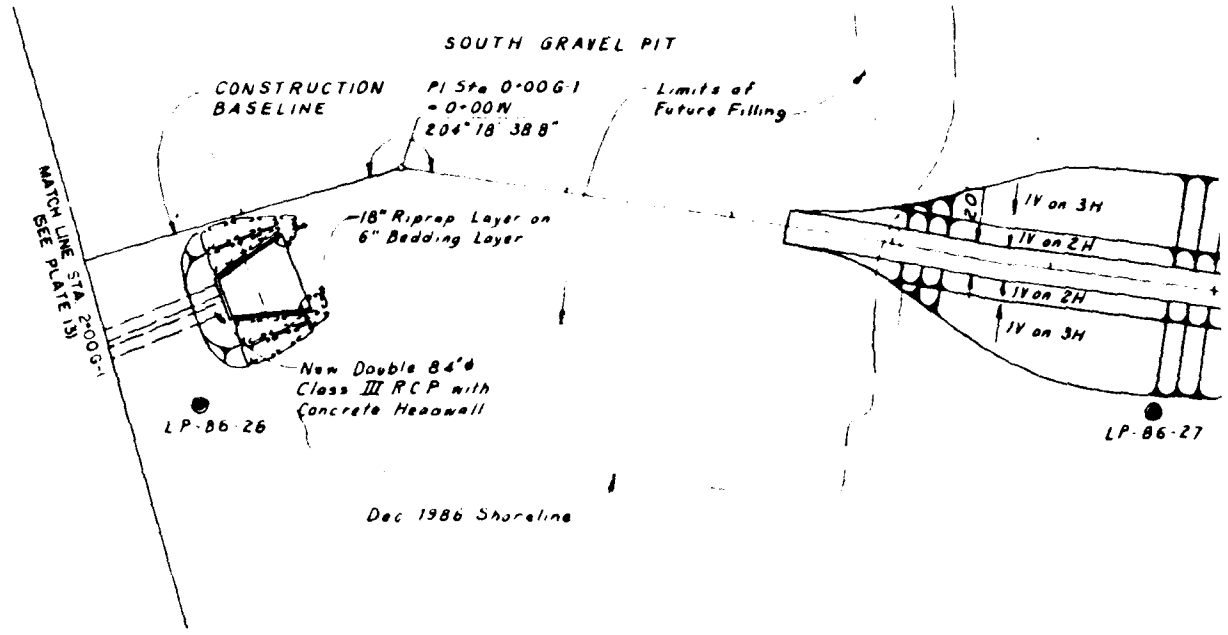 SOUTH GRAVEL PIT
CONSTRUCTION
BASELINE
PI Sta 0+00G-1
= 0+00W
204° 18' 38.8"
Limits of
Future Filling
MATCH LINE STA 2+00G-1
(SEE PLATE 13)
18" Riprap Layer on
6" Bedding Layer
20
1V on 3H
1V on 2H
1V on 2H
1V on 3H
New Double 84"ϕ
Class III RCP with
Concrete Headwall
LP-86-26
LP-86-27
Dec 1986 Shoreline